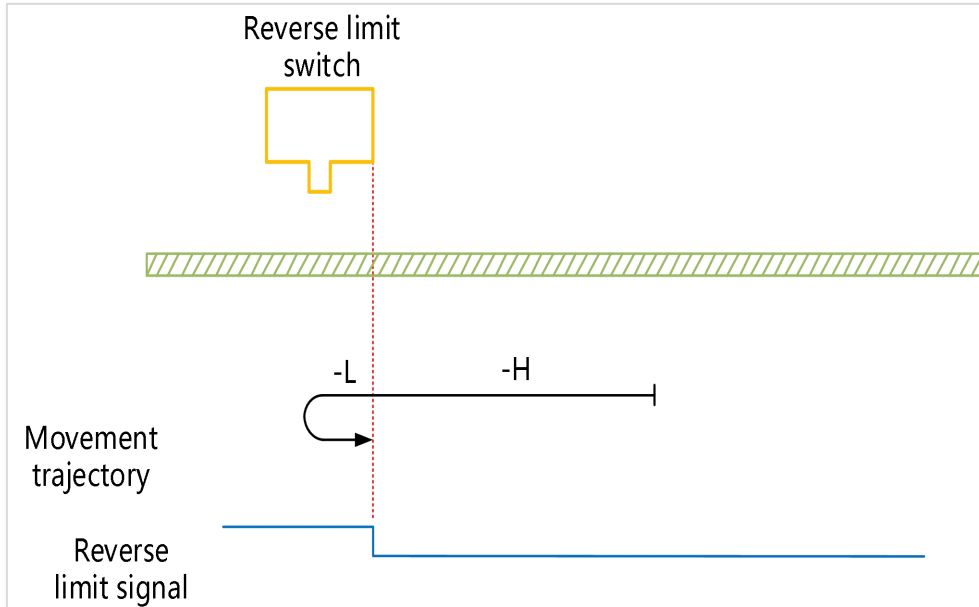 Reverse limit
switch
-L
-H
Movement
trajectory
Reverse
limit signal